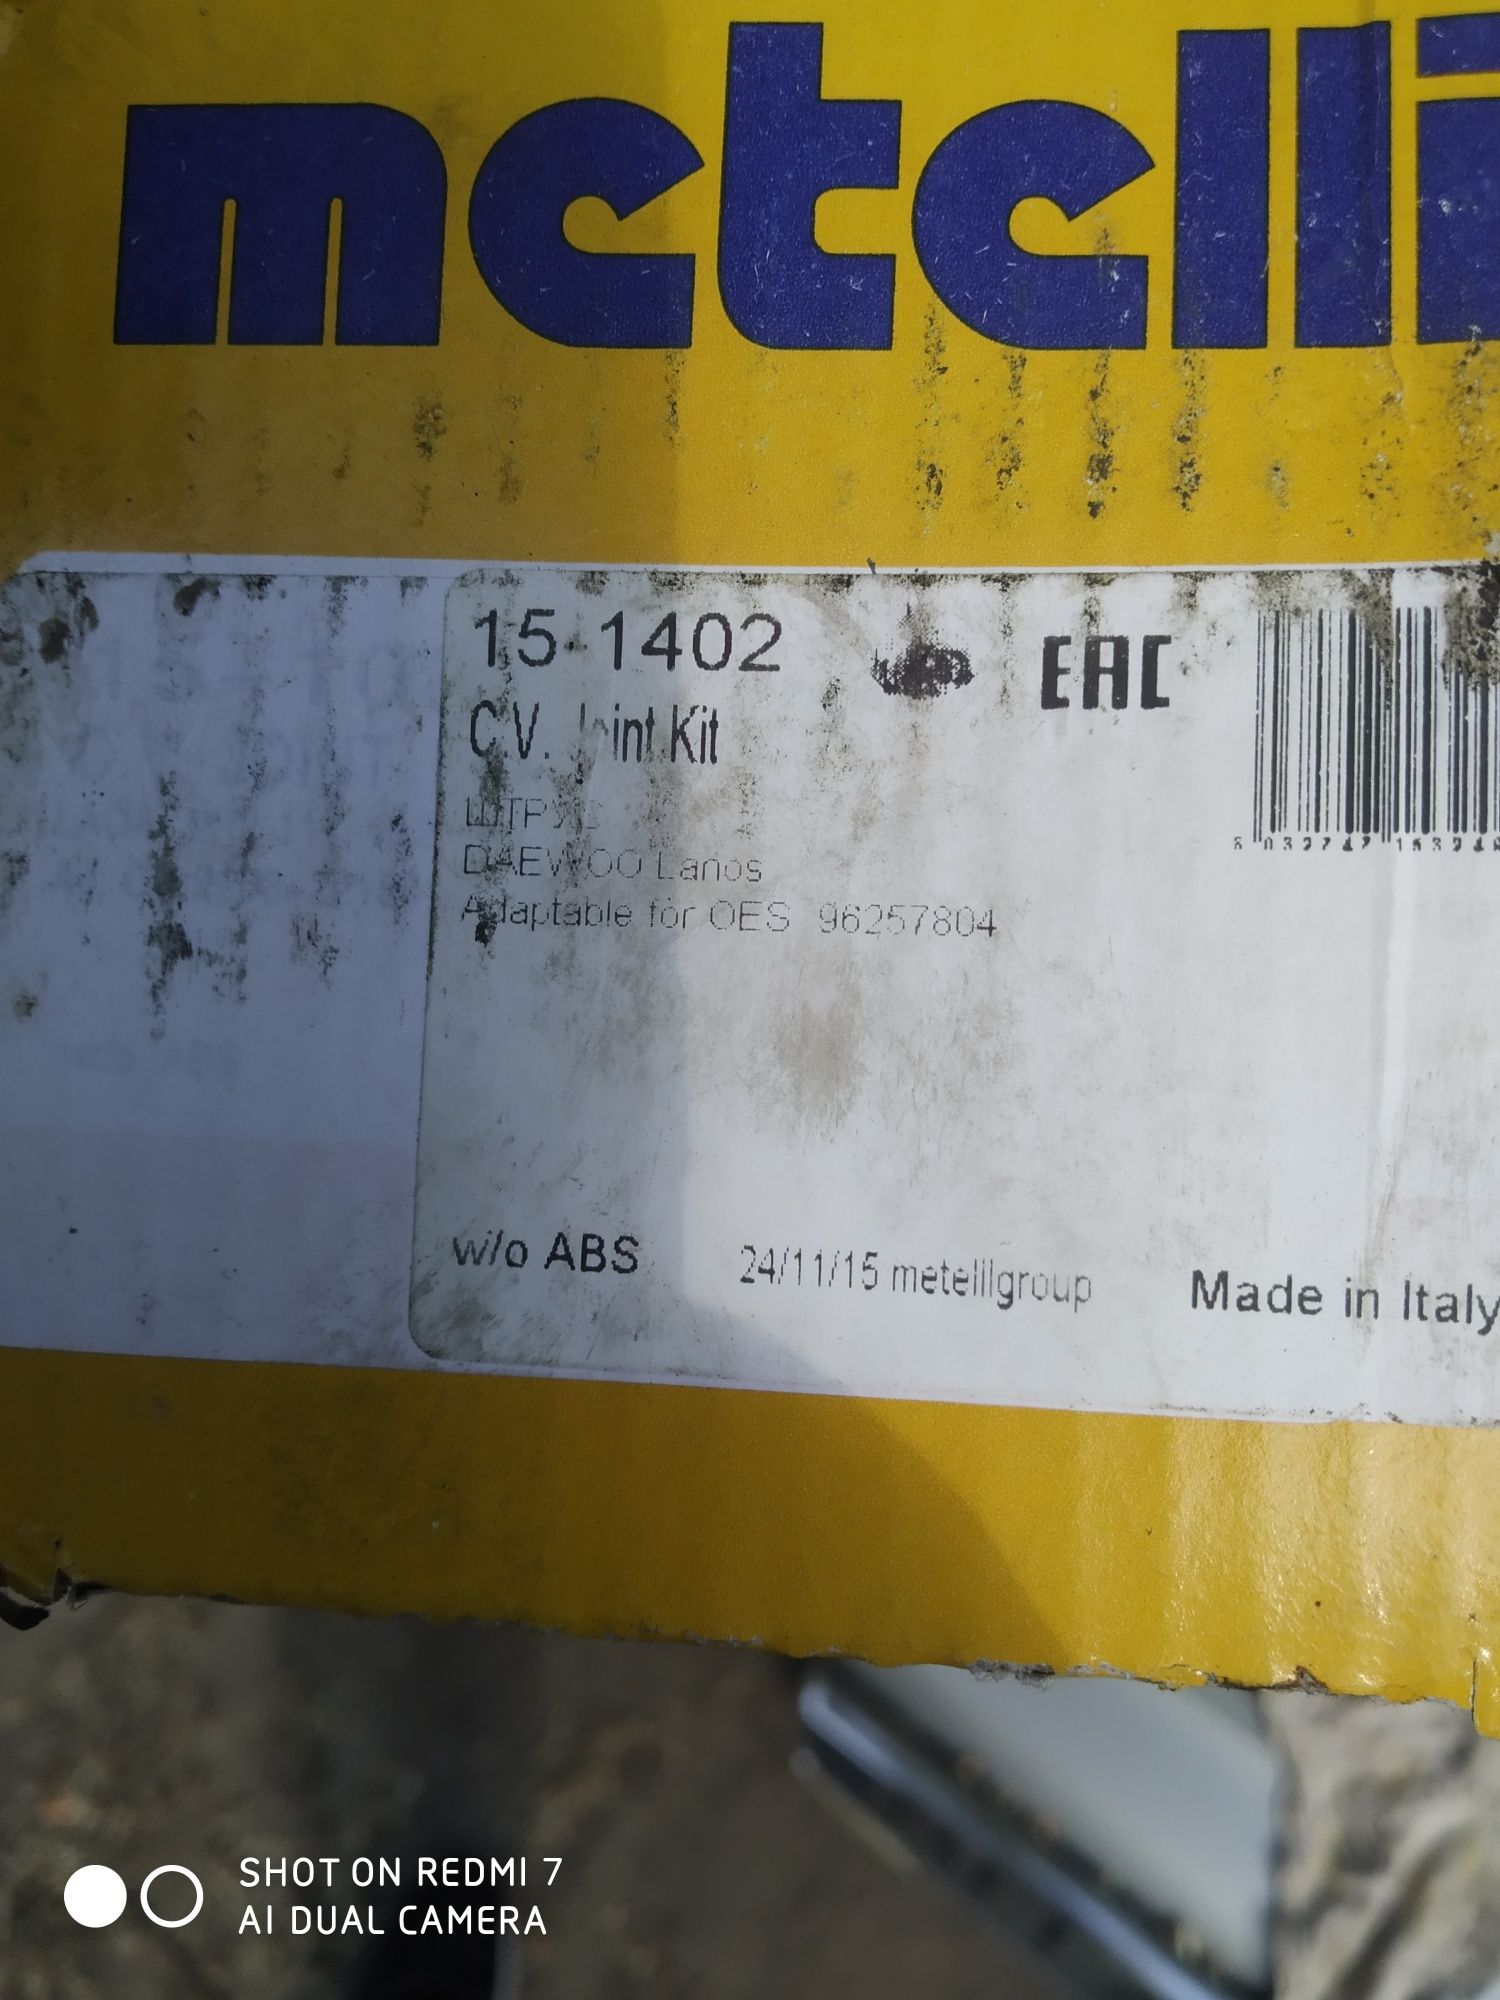 metelli
15-1402
EAC
C.V. Joint Kit
ШТРУС
DAEWOO Lanos
Adaptable for OES 96257804
w/o ABS
24/11/15 metelligroup
Made in Italy
SHOT ON REDMI 7
AI DUAL CAMERA